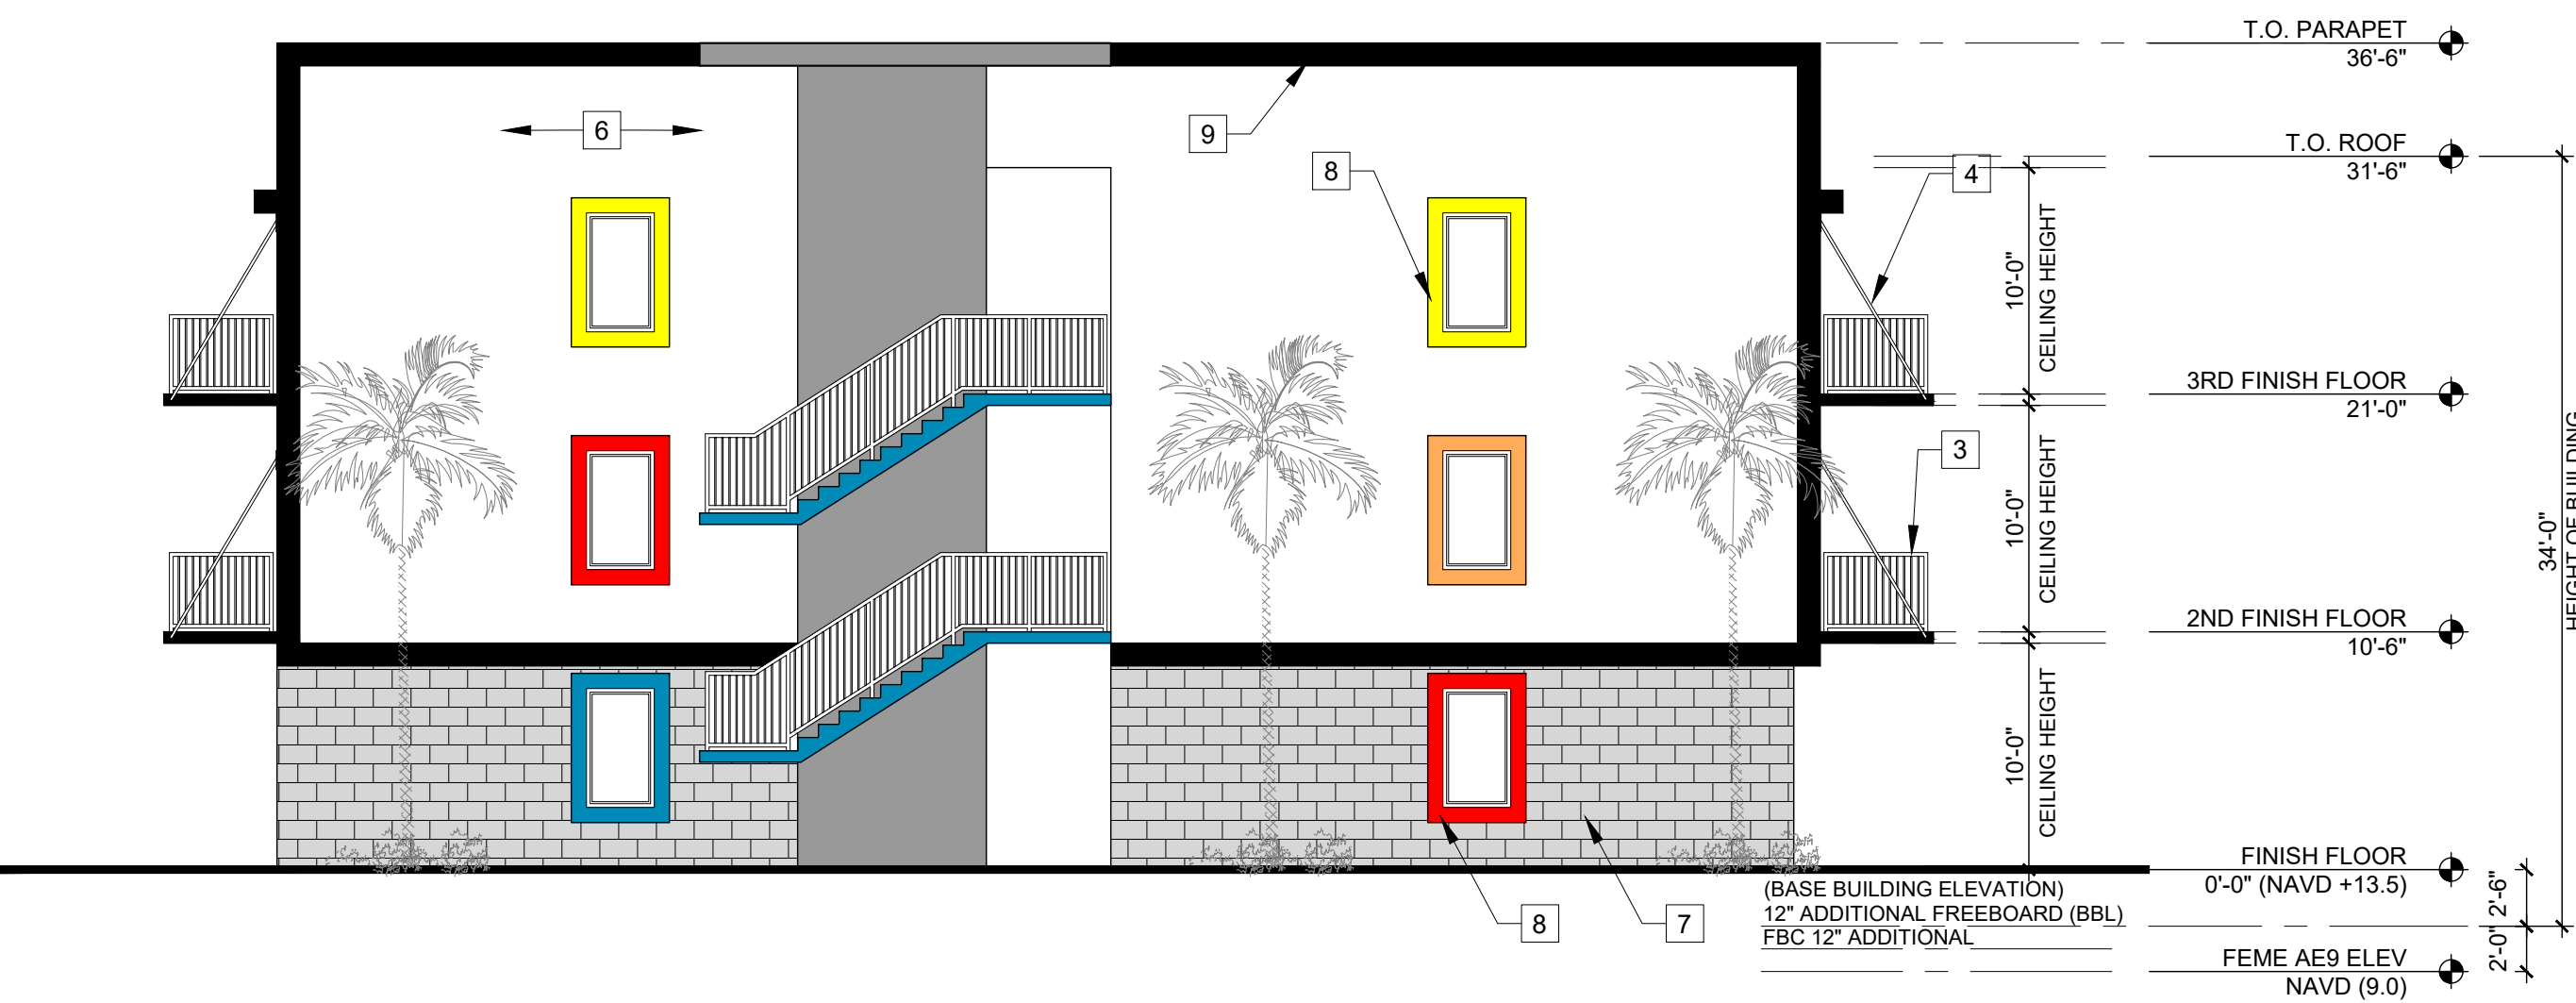 T.O. PARAPET
36'-6"
6
9
8
4
T.O. ROOF
31'-6"
10'-0"
CEILING HEIGHT
3RD FINISH FLOOR
21'-0"
3
10'-0"
CEILING HEIGHT
34'-0"
HEIGHT OF BUILDING
2ND FINISH FLOOR
10'-6"
10'-0"
CEILING HEIGHT
FINISH FLOOR
0'-0" (NAVD +13.5)
2'-6"
(BASE BUILDING ELEVATION)
12" ADDITIONAL FREEBOARD (BBL)
FBC 12" ADDITIONAL
8
7
2'-0"
FEME AE9 ELEV
NAVD (9.0)